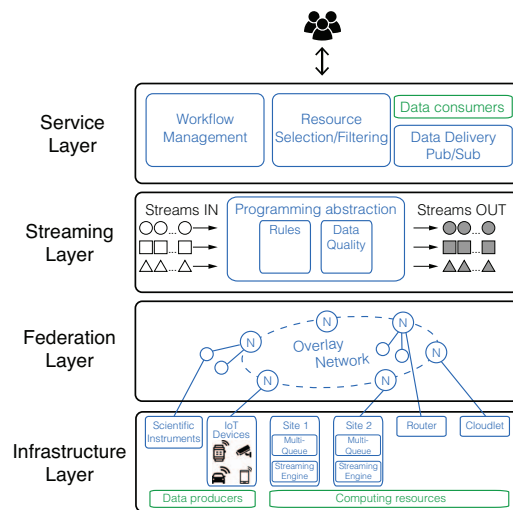 Service
Layer
Workflow
Management
Resource
Selection/Filtering
Data consumers
Data Delivery
Pub/Sub
Streaming
Layer
Streams IN
Programming abstraction
Streams OUT
Rules
Data
Quality
...
...
...
...
...
...
Federation
Layer
N
N
N
N
N
N
Overlay
Network
Infrastructure
Layer
Scientific
Instruments
IoT
Devices
Site 1
Multi-
Queue
Streaming
Engine
Site 2
Multi-
Queue
Streaming
Engine
Router
Cloudlet
Data producers
Computing resources